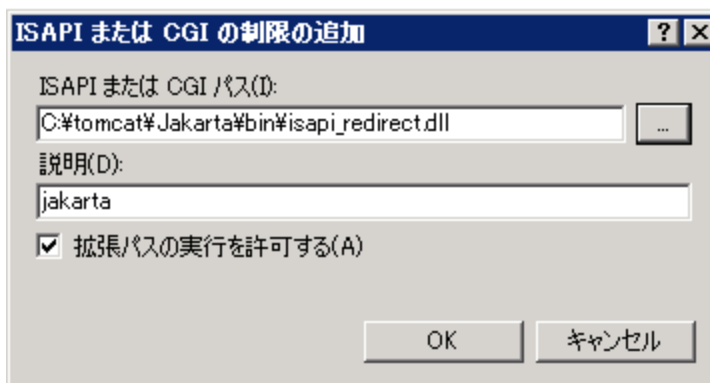 ISAPI または CGI の制限の追加
ISAPI または CGI パス(I):
C:¥tomcat¥Jakarta¥bin¥isapi_redirect.dll
...
説明(D):
jakarta
拡張パスの実行を許可する(A)
OK
キャンセル